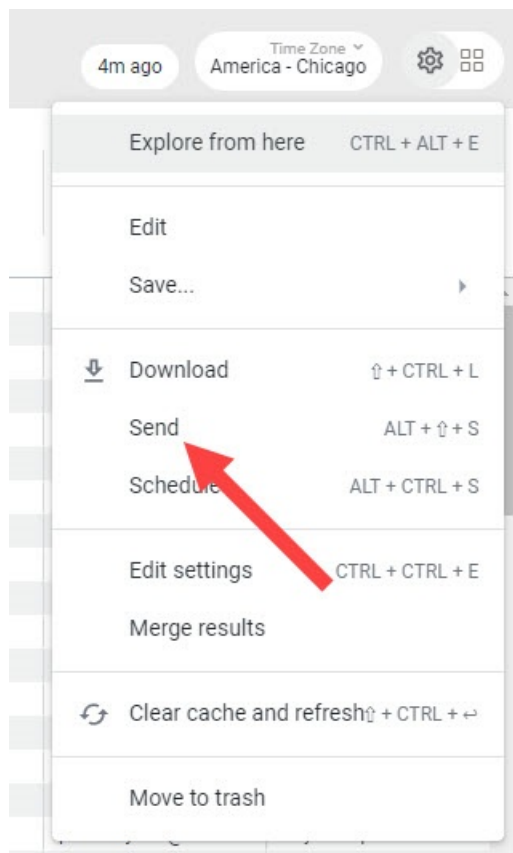 4m ago
Time Zone
America - Chicago
Explore from here CTRL + ALT + E
Edit
Save...
Download ⇧ + CTRL + L
Send ALT + ⇧ + S
Schedule ALT + CTRL + S
Edit settings CTRL + CTRL + E
Merge results
Clear cache and refresh ⇧ + CTRL + ↩
Move to trash